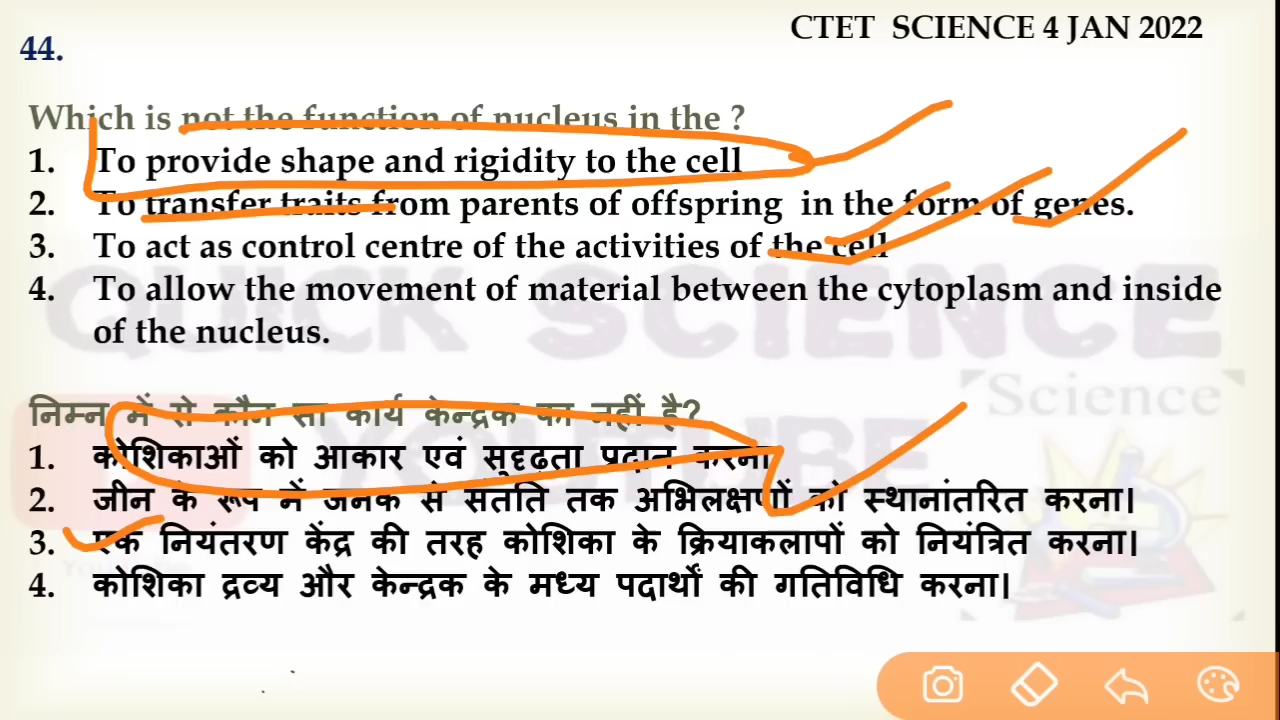 CTET SCIENCE 4 JAN 2022
44.
Which is not the function of nucleus in the ?
1. To provide shape and rigidity to the cell
2. To transfer traits from parents of offspring in the form of genes.
3. To act as control centre of the activities of the cell
4. To allow the movement of material between the cytoplasm and inside
of the nucleus.
QUICK SCIENCE
Science
निम्न में से कौन सा कार्य केन्द्रक का नहीं है?
YOUTUBE
1. कोशिकाओं को आकार एवं सुदृढ़ता प्रदान करना
2. जीन के रूप में जनक से संतति तक अभिलक्षणों को स्थानांतरित करना।
3. एक नियंतरण केंद्र की तरह कोशिका के क्रियाकलापों को नियंत्रित करना।
4. कोशिका द्रव्य और केन्द्रक के मध्य पदार्थों की गतिविधि करना।